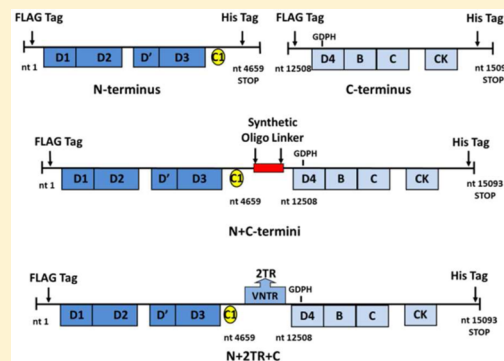 FLAG Tag
His Tag
D1 D2 D' D3 C1
nt 1
nt 4659
STOP
N-terminus
FLAG Tag
His Tag
GDPH
D4 B C CK
nt 12508
STOP
C-terminus
Synthetic
Oligo Linker
FLAG Tag
His Tag
GDPH
D1 D2 D' D3 C1 D4 B C CK
nt 1
nt 4659
nt 12508
nt 15093
STOP
N+C-termini
2TR
FLAG Tag
His Tag
VNTR
GDPH
D1 D2 D' D3 C1 D4 B C CK
nt 1
nt 4659
nt 12508
nt 15093
STOP
N+2TR+C